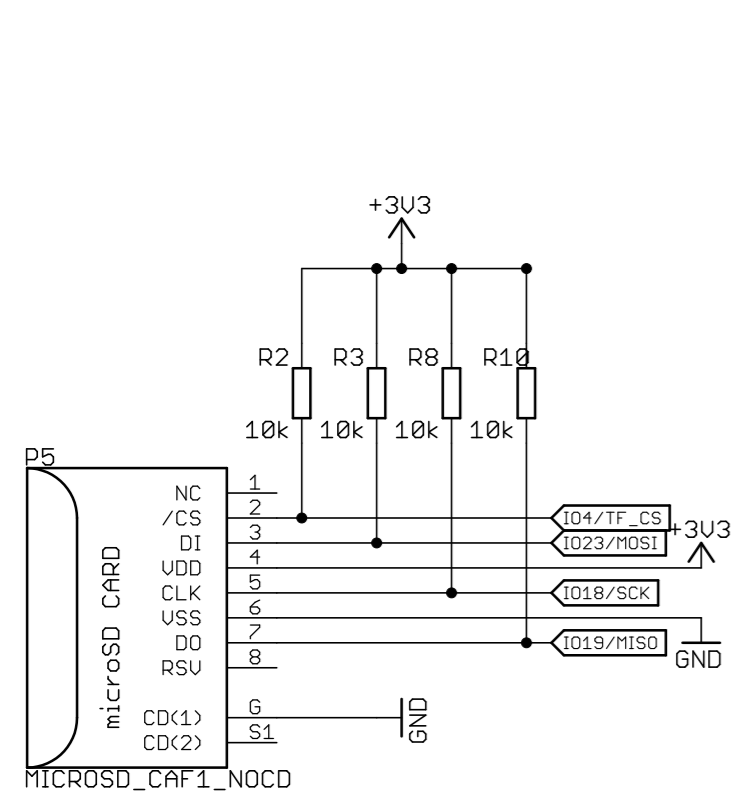 +3V3
R2 R3 R8 R10
10k 10k 10k 10k
P5
NC 1
/CS 2 IO4/TF_CS
+3V3
DI 3 IO23/MOSI
VDD 4
CLK 5 IO18/SCK
VSS 6
DO 7 IO19/MISO
GND
RSV 8
microSD CARD
CD(1) G GND
CD(2) S1
MICROSD_CAF1_NOCD